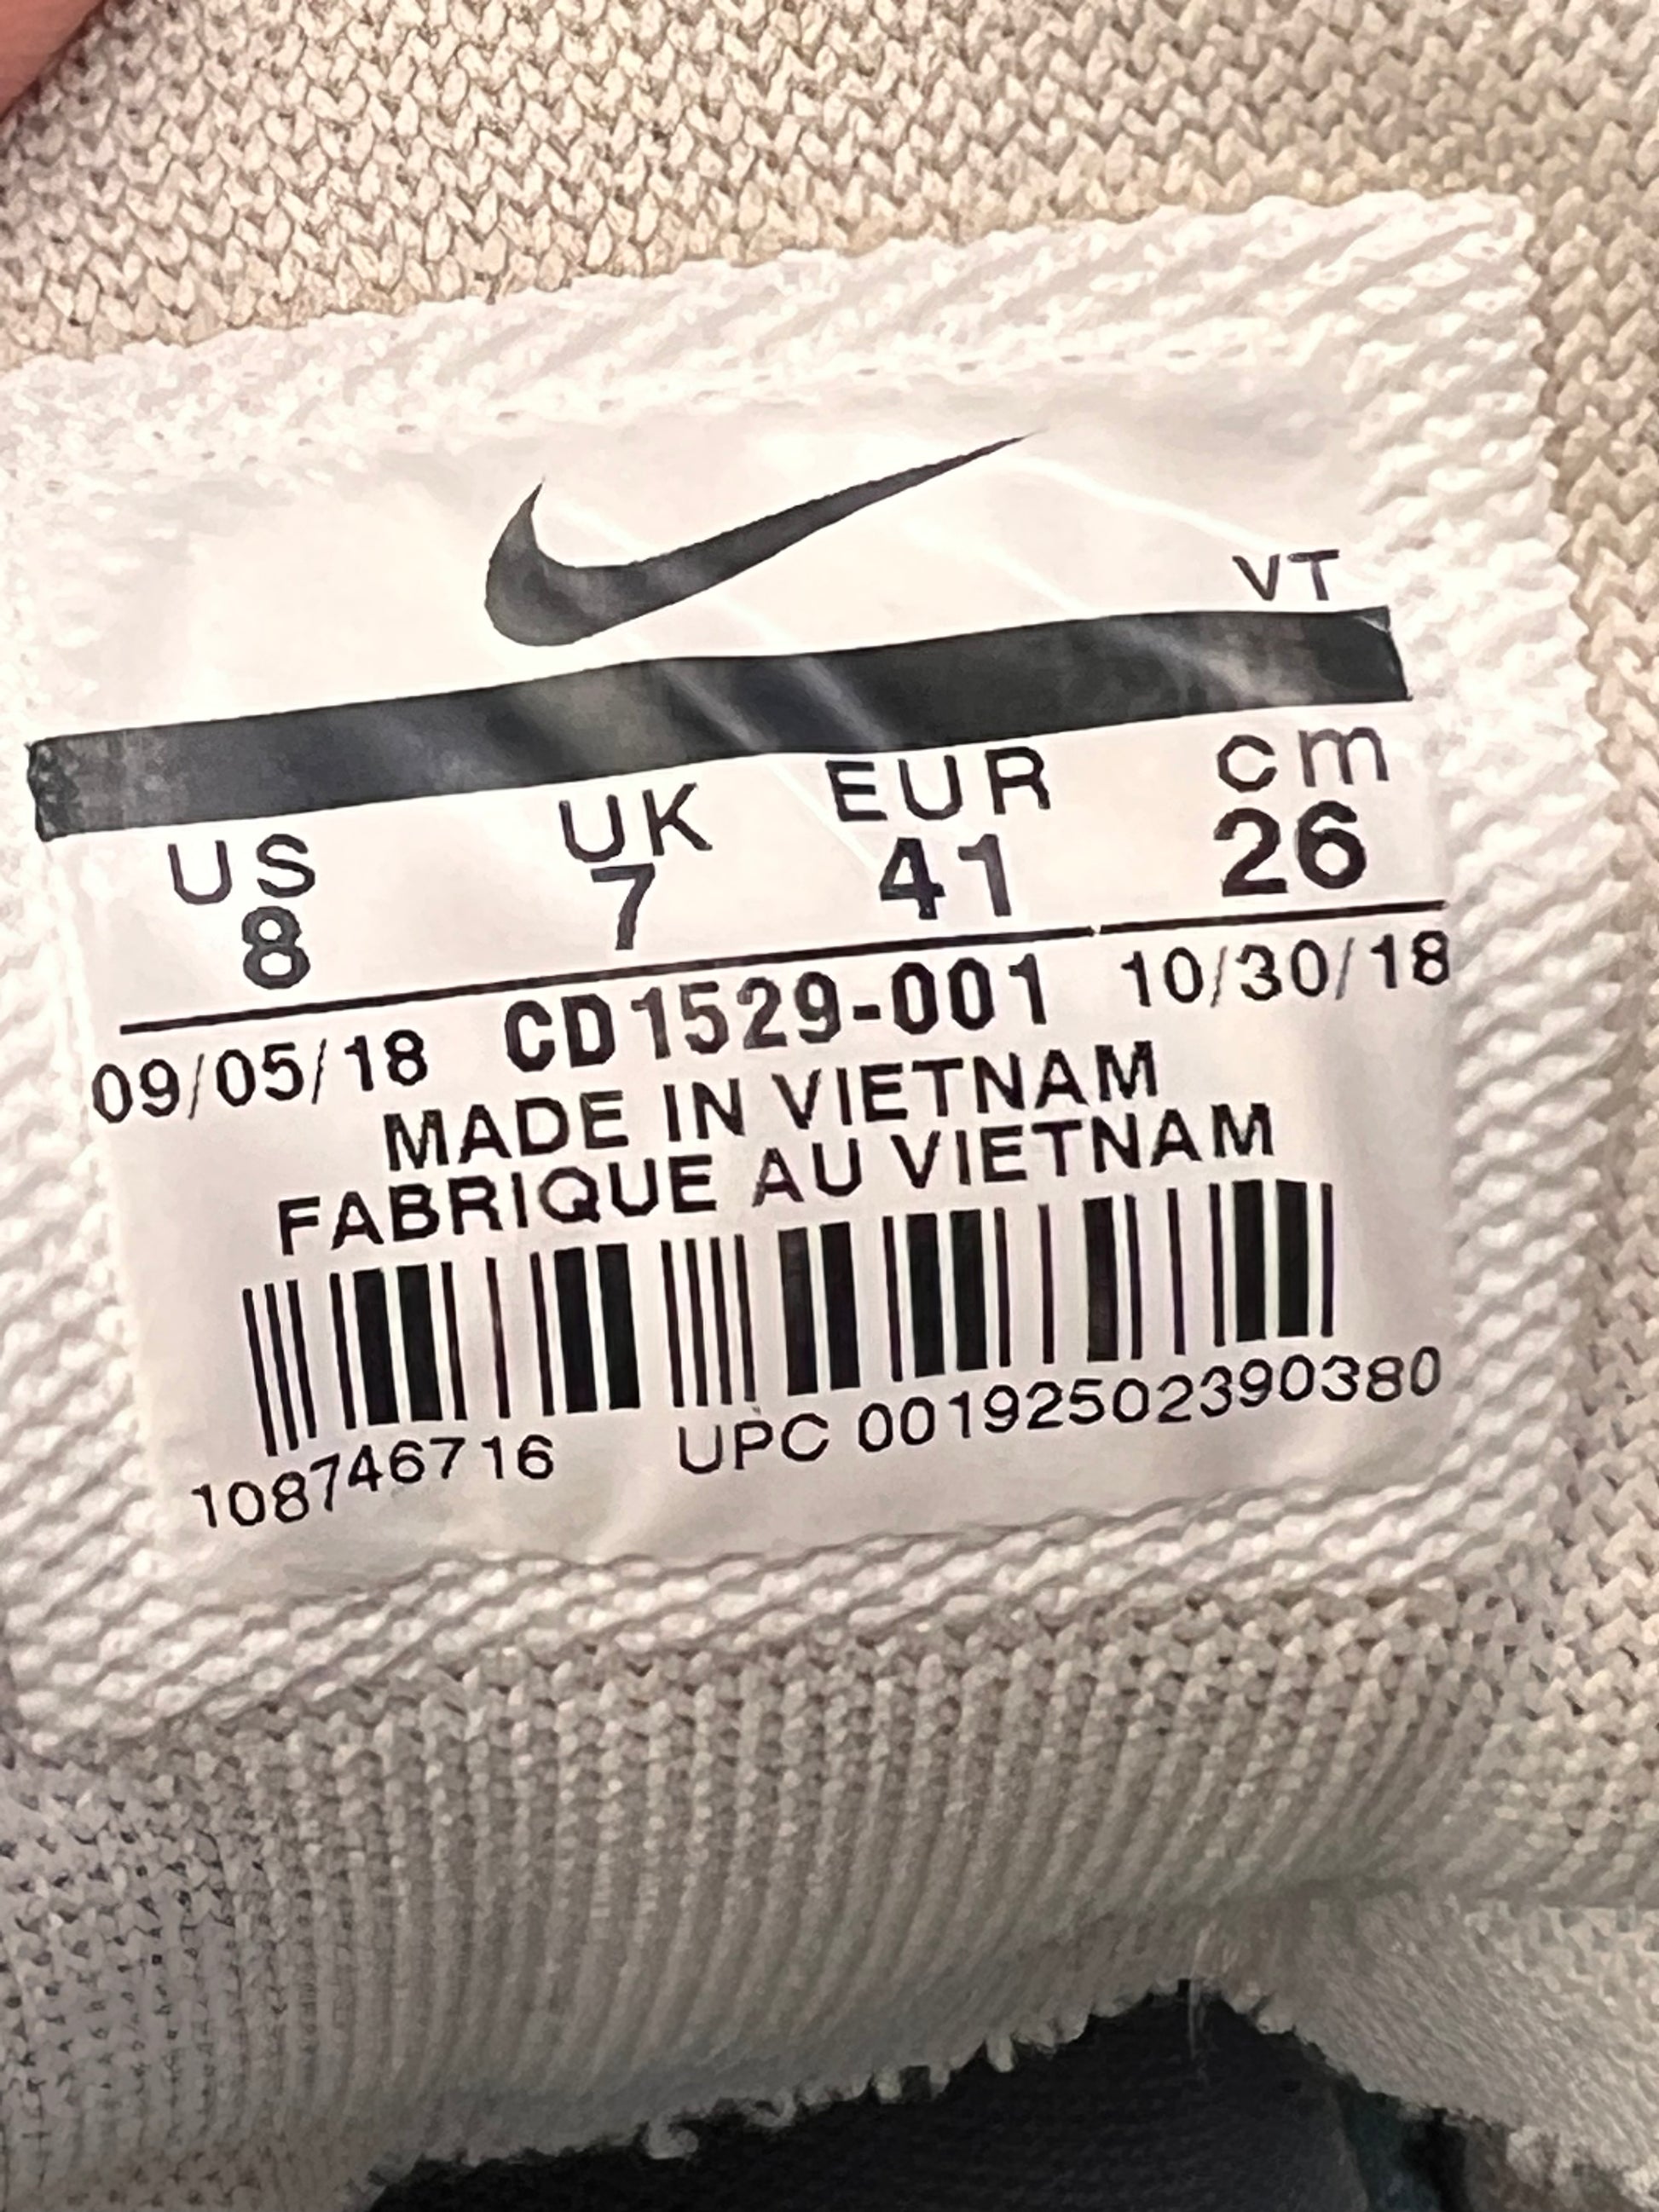 VT
US UK EUR cm
8 7 41 26
09/05/18 CD1529-001 10/30/18
MADE IN VIETNAM
FABRIQUE AU VIETNAM
108746716 UPC 00192502390380